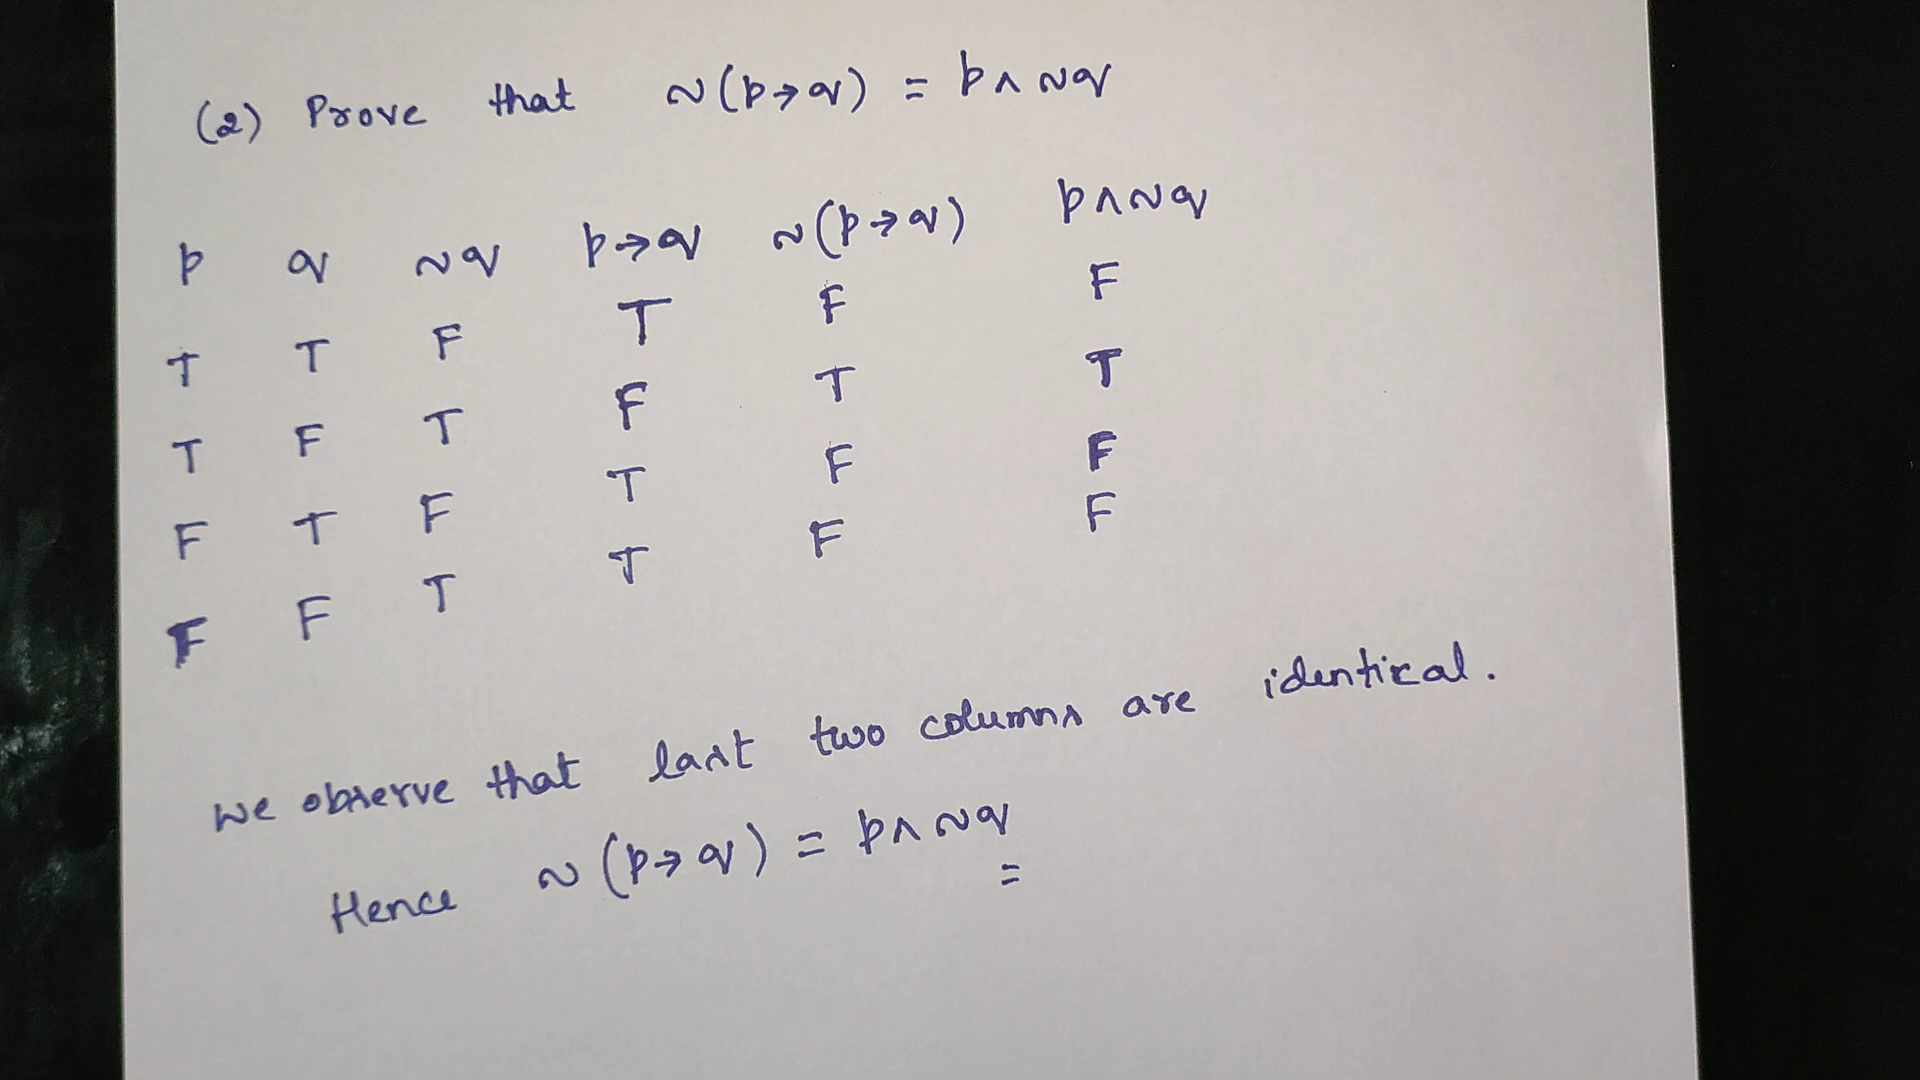 (2) Prove that ~(p→q) = p∧~q
p q ~q p→q ~(p→q) p∧~q
T T F T F F
T F T F T T
F T F T F F
F F T T F F
We observe that last two columns are identical.
Hence ~(p→q) = p∧~q
=